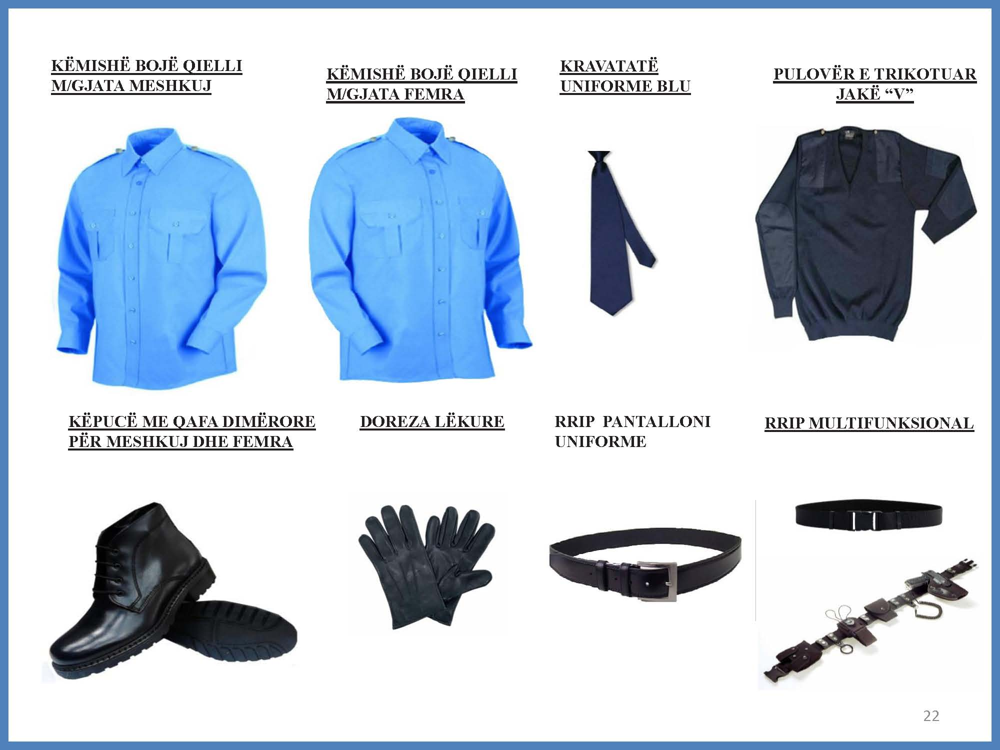 KËMISHË BOJË QIELLI
M/GJATA MESHKUJ
KËMISHË BOJË QIELLI
M/GJATA FEMRA
KRAVATATË
UNIFORME BLU
PULOVËR E TRIKOTUAR
JAKË “V”
KËPUCË ME QAFA DIMËRORE
PËR MESHKUJ DHE FEMRA
DOREZA LËKURE
RRIP PANTALLONI
UNIFORME
RRIP MULTIFUNKSIONAL
22